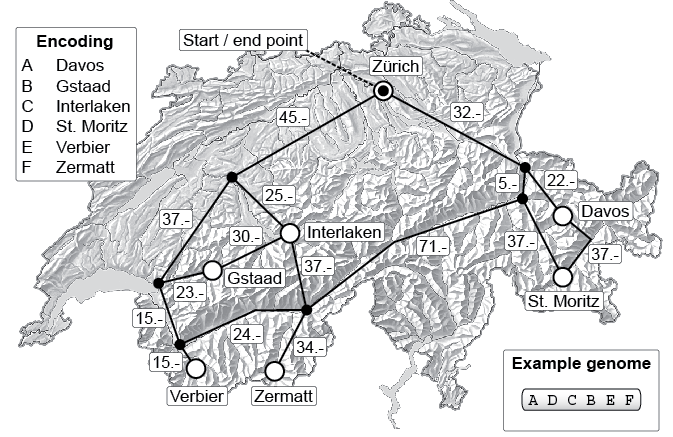 Encoding
A Davos
B Gstaad
C Interlaken
D St. Moritz
E Verbier
F Zermatt
Start / end point
Zürich
45.-
32.-
25.-
5.-
22.-
37.-
30.-
Interlaken
Davos
71.-
37.-
37.-
Gstaad
37.-
23.-
St. Moritz
15.-
24.-
34.-
15.-
Verbier
Zermatt
Example genome
A D C B E F